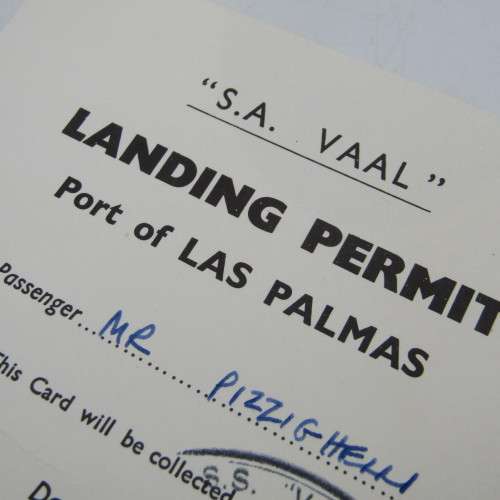 "S.A. VAAL"
LANDING PERMIT
Port of LAS PALMAS
Passenger...MR PIZZIGHELLI
This Card will be collected
S.S. "V